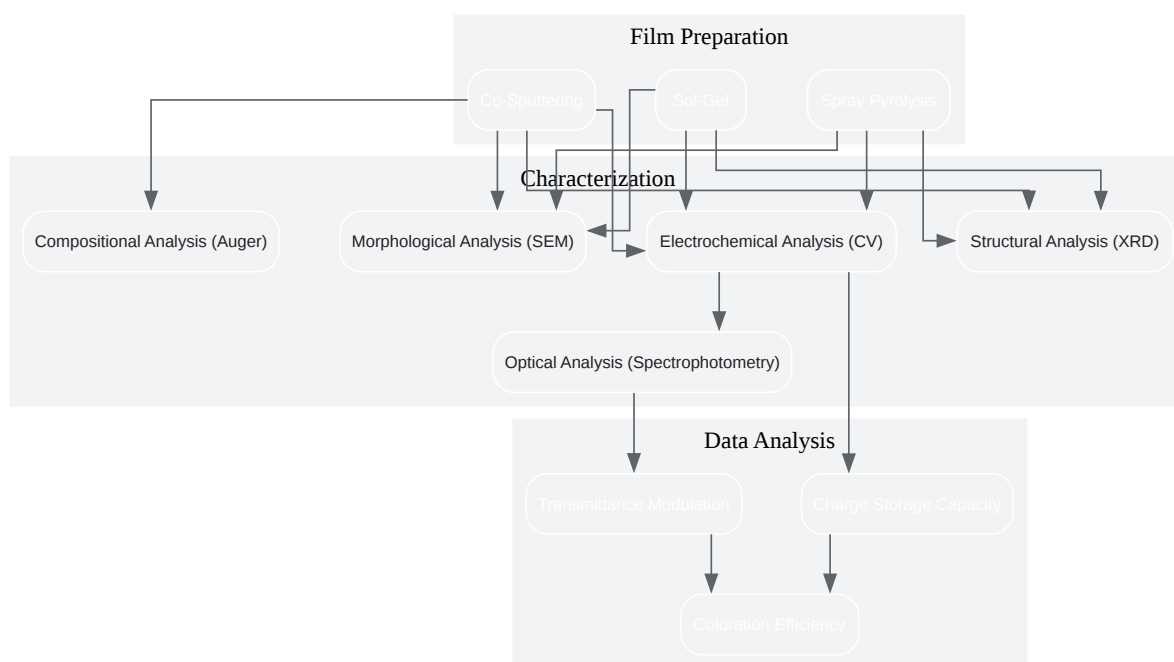 Film Preparation
Co-Sputtering
Sol-Gel
Spray Pyrolysis
Characterization
Compositional Analysis (Auger)
Morphological Analysis (SEM)
Electrochemical Analysis (CV)
Structural Analysis (XRD)
Optical Analysis (Spectrophotometry)
Data Analysis
Transmittance Modulation
Charge Storage Capacity
Coloration Efficiency